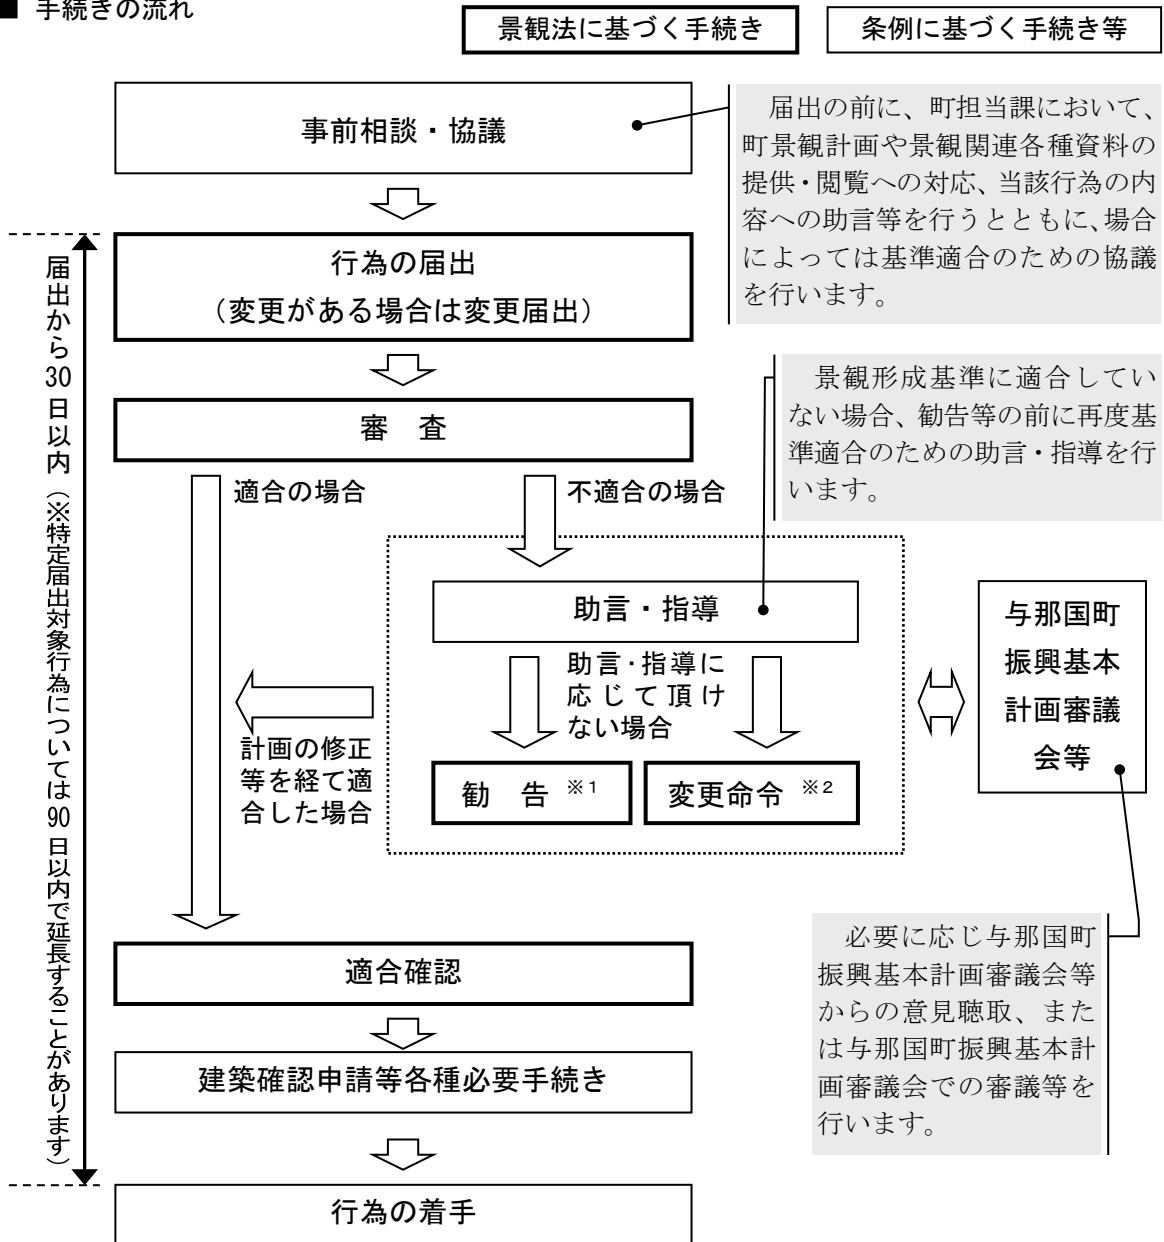 ■ 手続きの流れ
景観法に基づく手続き
条例に基づく手続き等
事前相談・協議
届出の前に、町担当課において、
町景観計画や景観関連各種資料の
提供・閲覧への対応、当該行為の内
容への助言等を行うとともに、場合
によっては基準適合のための協議
を行います。
行為の届出
（変更がある場合は変更届出）
届出から30日以内（※特定届出対象行為については90日以内で延長することがあります）
審　査
景観形成基準に適合してい
ない場合、勧告等の前に再度基
準適合のための助言・指導を行
います。
適合の場合
不適合の場合
助言・指導
助言・指導に
応じて頂け
ない場合
計画の修正
等を経て適
合した場合
勧　告 ※１
変更命令 ※２
与那国町
振興基本
計画審議
会等
必要に応じ与那国町
振興基本計画審議会等
からの意見聴取、また
は与那国町振興基本計
画審議会での審議等を
行います。
適合確認
建築確認申請等各種必要手続き
行為の着手